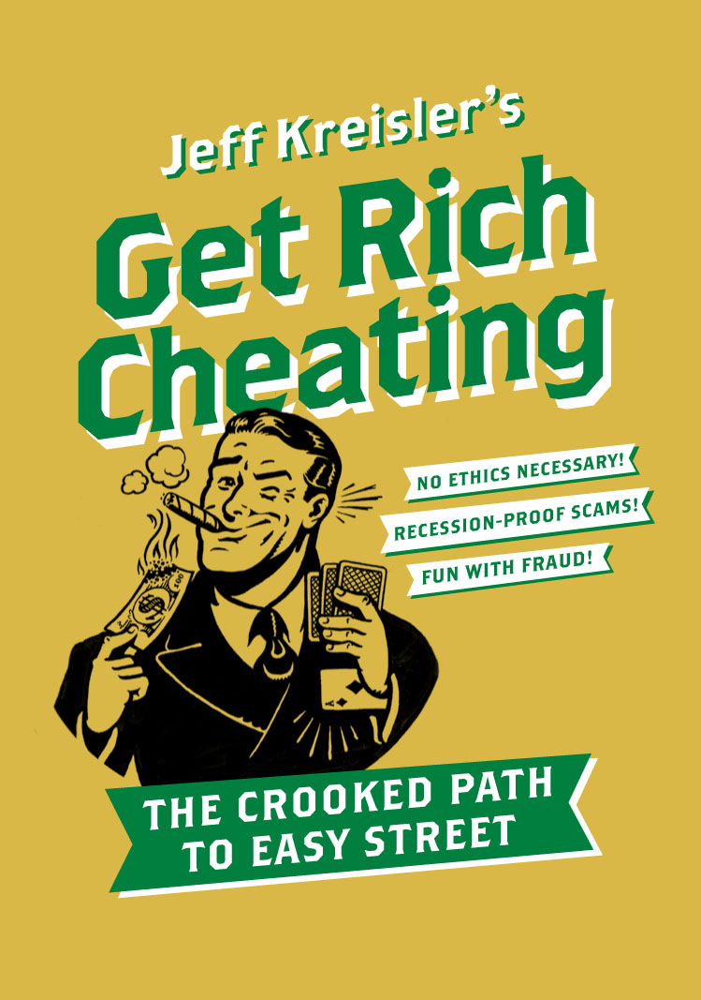 Jeff Kreisler's
Get Rich
Cheating
NO ETHICS NECESSARY!
RECESSION-PROOF SCAMS!
FUN WITH FRAUD!
$
100
A
THE CROOKED PATH
TO EASY STREET